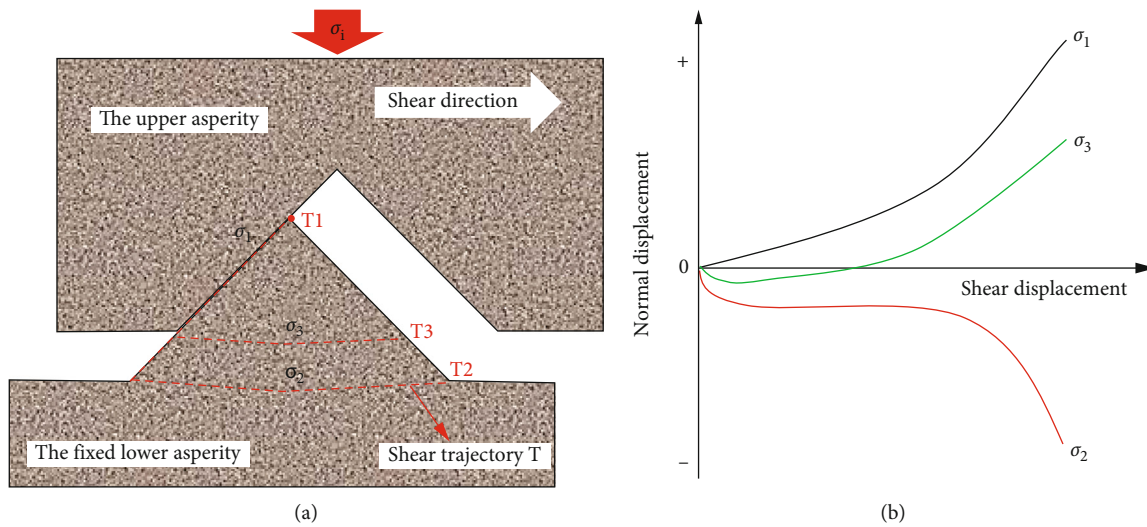 σi
Shear direction
The upper asperity
T1
σ1
σ3
T3
σ2
T2
The fixed lower asperity
Shear trajectory T
(a)
+
σ1
σ3
Normal displacement
0
Shear displacement
σ2
−
(b)